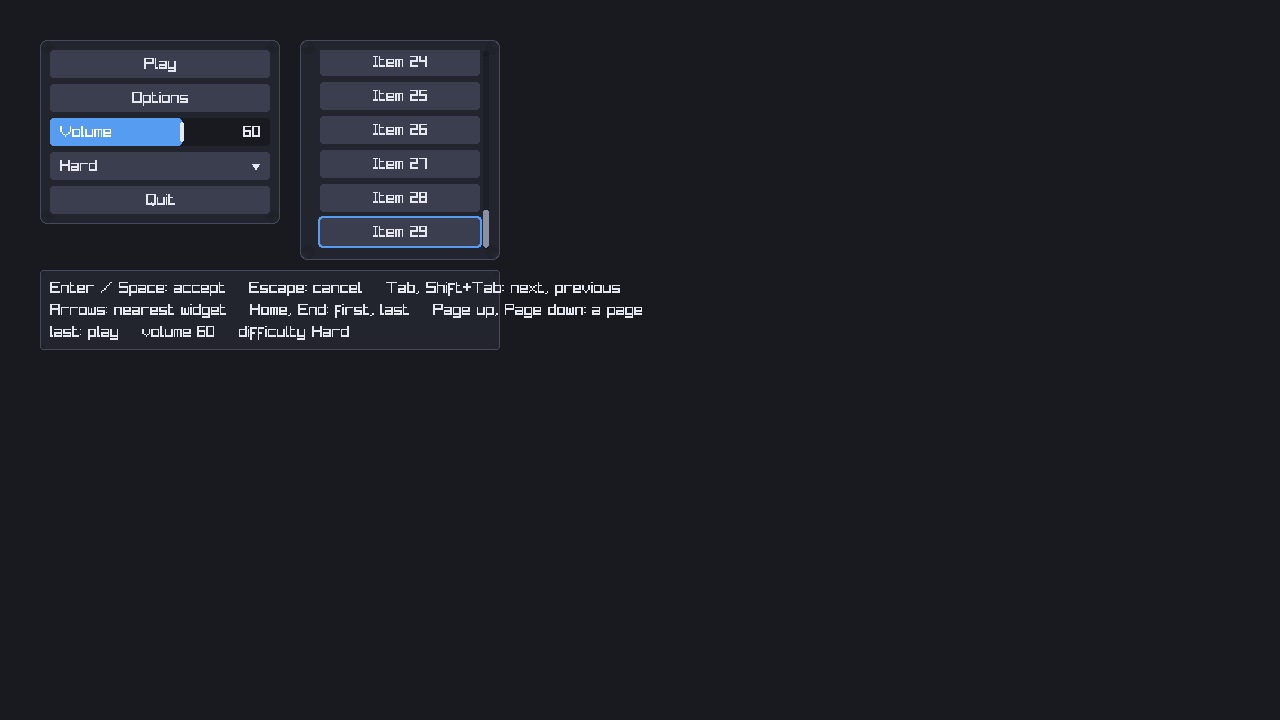 Play
Options
Volume 60
Hard
Quit
Item 24
Item 25
Item 26
Item 27
Item 28
Item 29
Enter / Space: accept Escape: cancel Tab, Shift+Tab: next, previous
Arrows: nearest widget Home, End: first, last Page up, Page down: a page
last: play volume 60 difficulty Hard